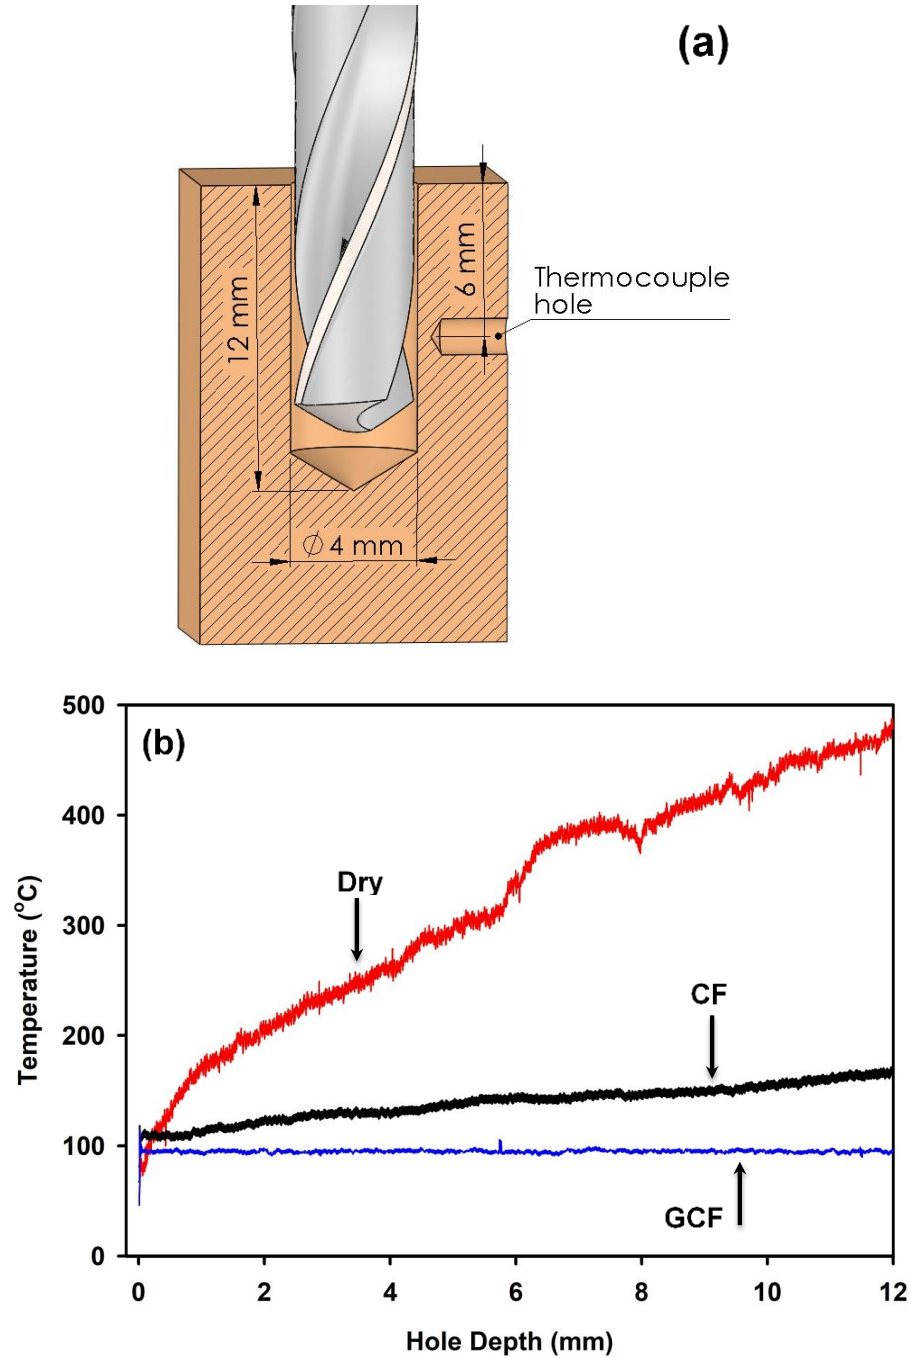 (a)
12 mm
6 mm
Thermocouple
hole
∅ 4 mm
(b)
500
400
300
200
100
0
Temperature (°C)
Dry
CF
GCF
0 2 4 6 8 10 12
Hole Depth (mm)